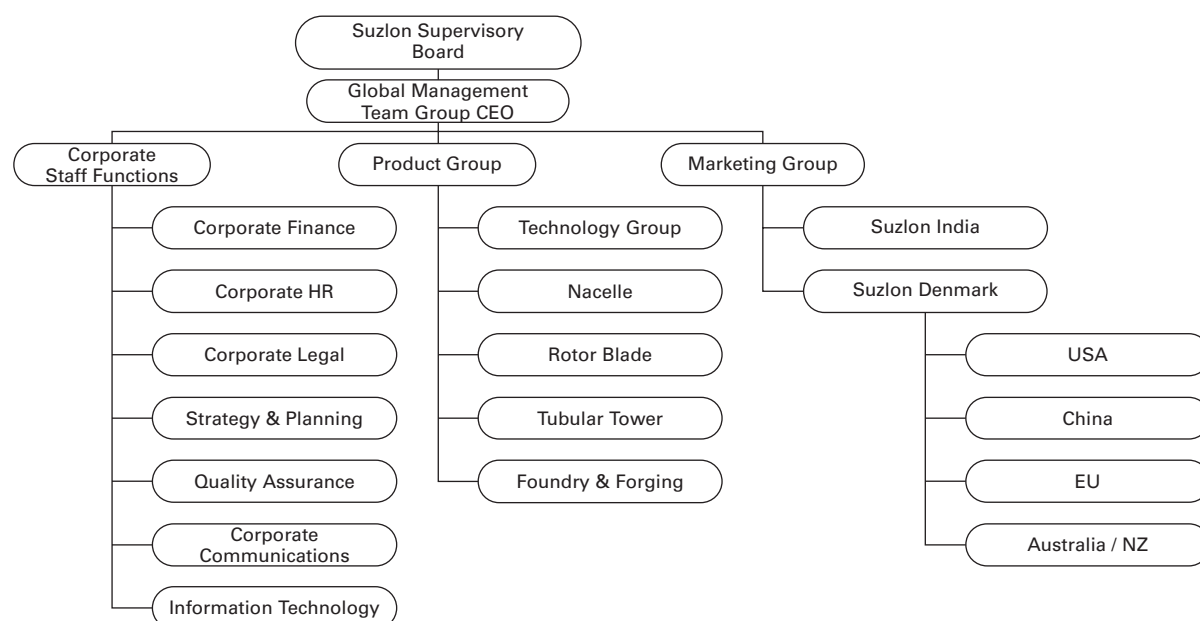 Suzlon Supervisory
Board
Global Management
Team Group CEO
Corporate
Staff Functions
Product Group
Marketing Group
Corporate Finance
Technology Group
Suzlon India
Corporate HR
Nacelle
Suzlon Denmark
Corporate Legal
Rotor Blade
USA
Strategy & Planning
Tubular Tower
China
Quality Assurance
Foundry & Forging
EU
Corporate
Communications
Australia / NZ
Information Technology